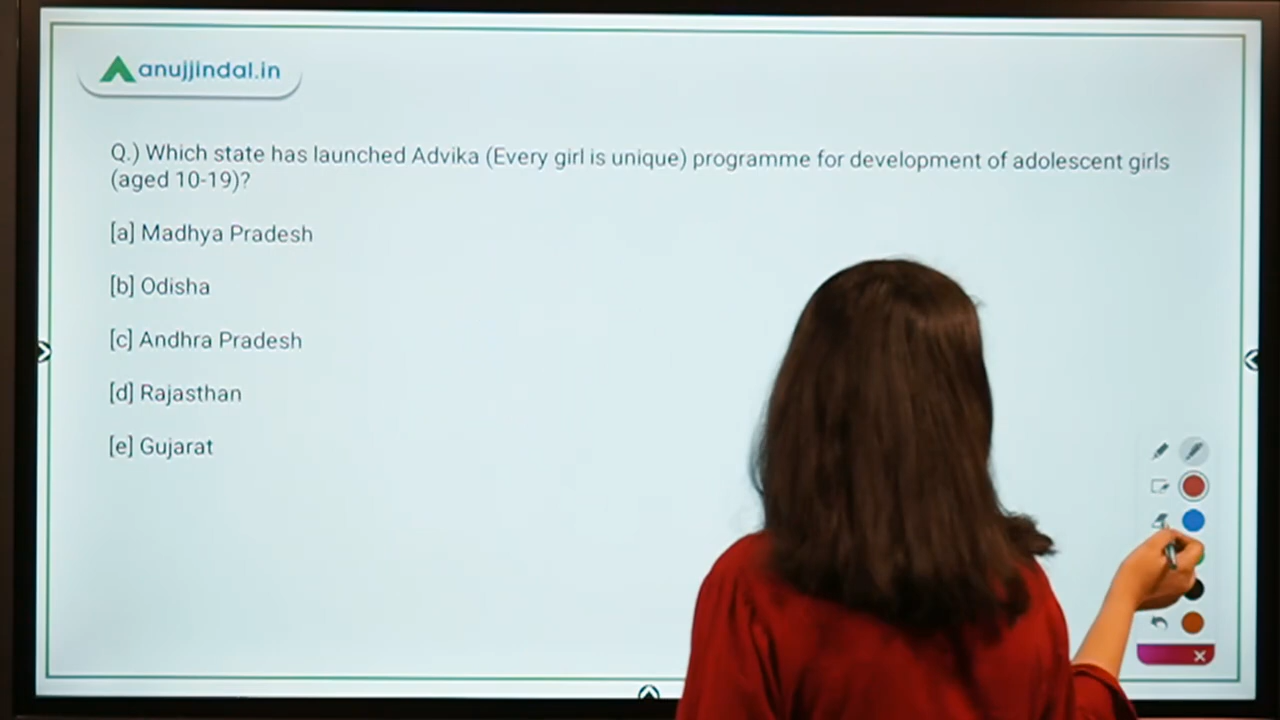 anujjindal.in
Q.) Which state has launched Advika (Every girl is unique) programme for development of adolescent girls
(aged 10-19)?
[a] Madhya Pradesh
[b] Odisha
[c] Andhra Pradesh
[d] Rajasthan
[e] Gujarat